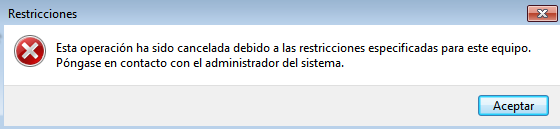 Restricciones
Esta operación ha sido cancelada debido a las restricciones especificadas para este equipo.
Póngase en contacto con el administrador del sistema.
Aceptar